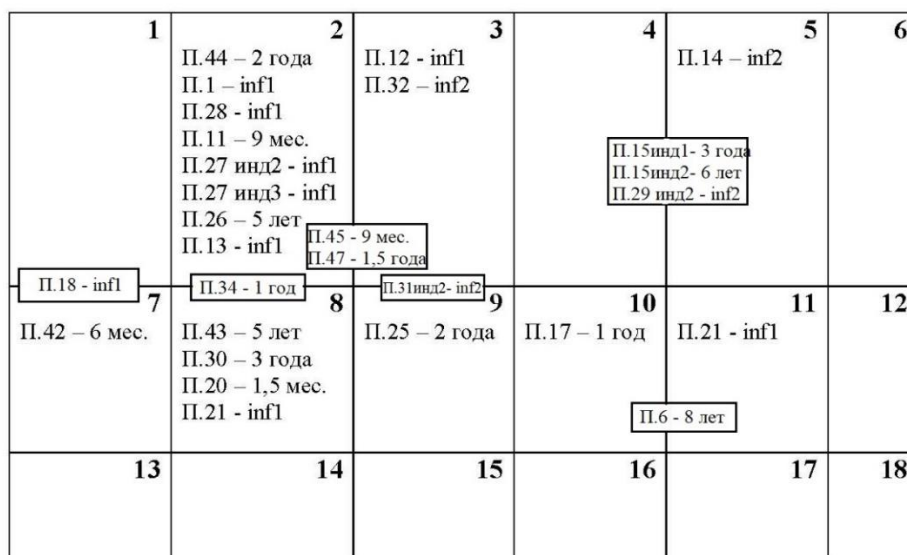 1
2
П.44 – 2 года
П.1 – inf1
П.28 - inf1
П.11 – 9 мес.
П.27 инд2 - inf1
П.27 инд3 - inf1
П.26 – 5 лет
П.13 - inf1
3
П.12 - inf1
П.32 – inf2
4
5
П.14 – inf2
6
П.15инд1- 3 года
П.15инд2- 6 лет
П.29 инд2 - inf2
П.45 - 9 мес.
П.47 - 1,5 года
П.18 - inf1
П.34 - 1 год
П.31инд2- inf2
7
П.42 – 6 мес.
8
П.43 – 5 лет
П.30 – 3 года
П.20 – 1,5 мес.
П.21 - inf1
9
П.25 – 2 года
10
П.17 – 1 год
11
П.21 - inf1
12
П.6 - 8 лет
13
14
15
16
17
18